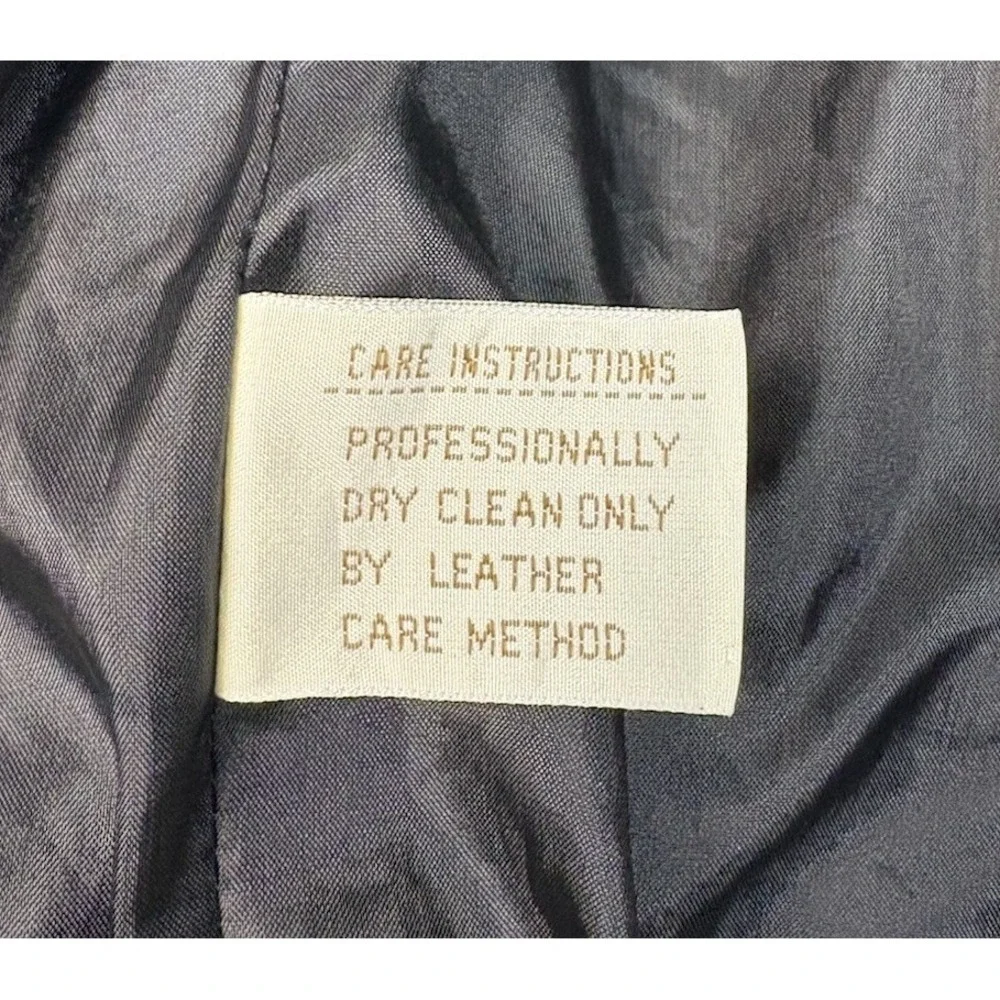 CARE INSTRUCTIONS
PROFESSIONALLY
DRY CLEAN ONLY
BY LEATHER
CARE METHOD